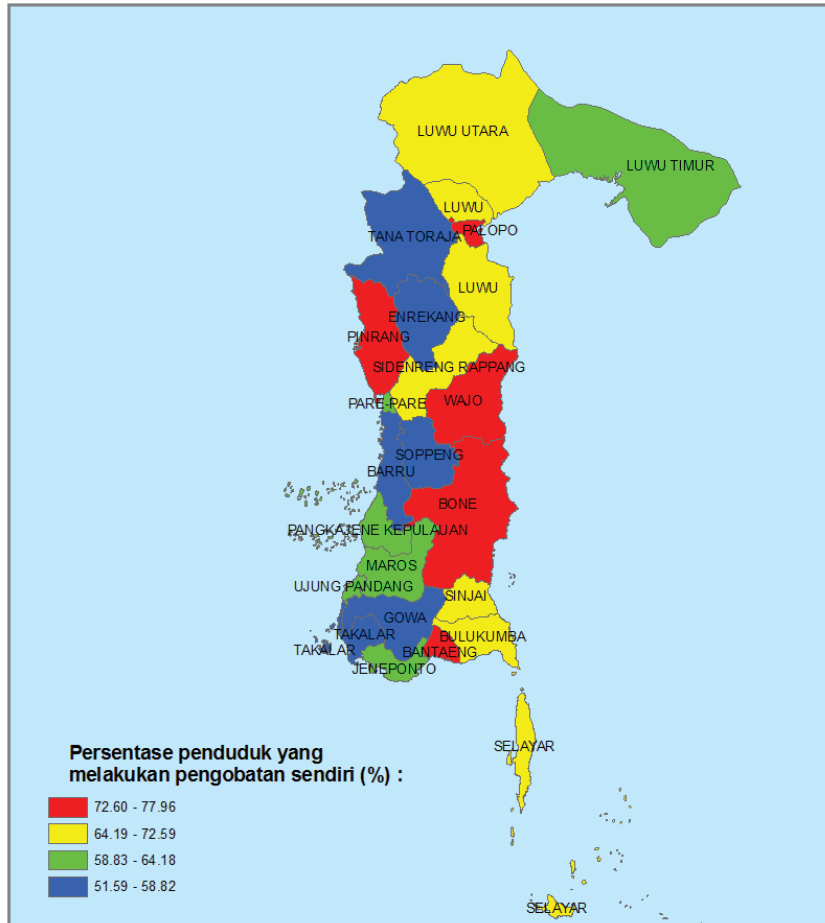 LUWU UTARA
LUWU TIMUR
LUWU
PALOPO
TANA TORAJA
LUWU
ENREKANG
PINRANG
SIDENRENG RAPPANG
PARE-PARE
WAJO
SOPPENG
BARRU
BONE
PANGKAJENE KEPULAJAN
MAROS
UJUNG PANDANG
SINJAI
GOWA
TAKALAR
BULUKUMBA
TAKALAR
BANTAENG
JENEPONTO
SELAYAR
Persentase penduduk yang
melakukan pengobatan sendiri (%) :
72.60 - 77.96
64.19 - 72.59
58.83 - 64.18
51.59 - 58.82
SELAYAR